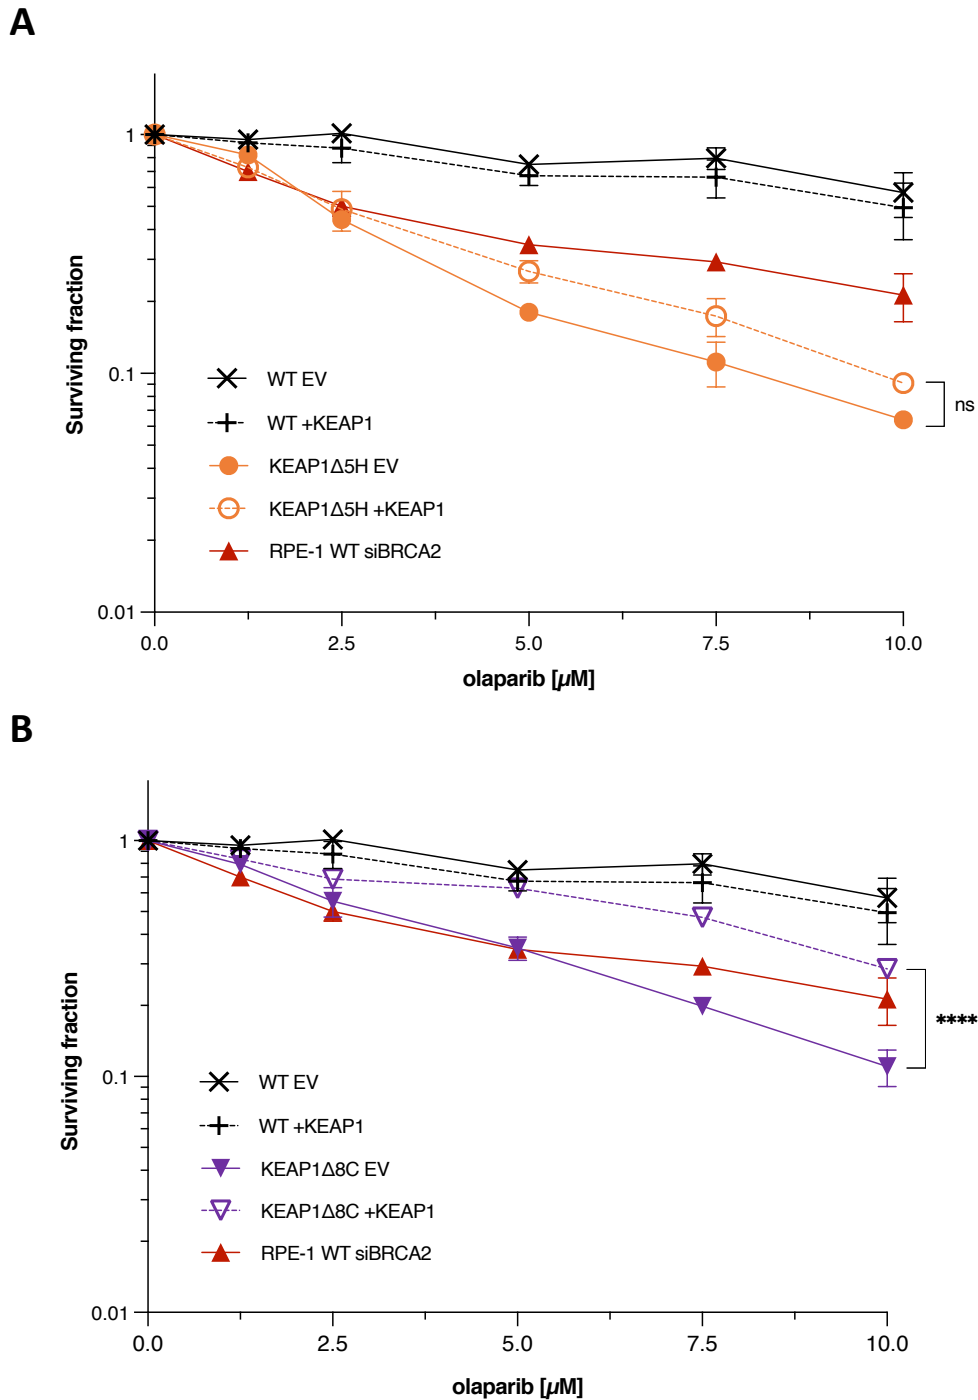 A
1
0.1
0.01
Surviving fraction
WT EV
WT +KEAP1
KEAP1Δ5H EV
KEAP1Δ5H +KEAP1
RPE-1 WT siBRCA2
ns
0.0 2.5 5.0 7.5 10.0
olaparib [µM]
B
1
0.1
0.01
Surviving fraction
WT EV
WT +KEAP1
KEAP1Δ8C EV
KEAP1Δ8C +KEAP1
RPE-1 WT siBRCA2
****
0.0 2.5 5.0 7.5 10.0
olaparib [µM]